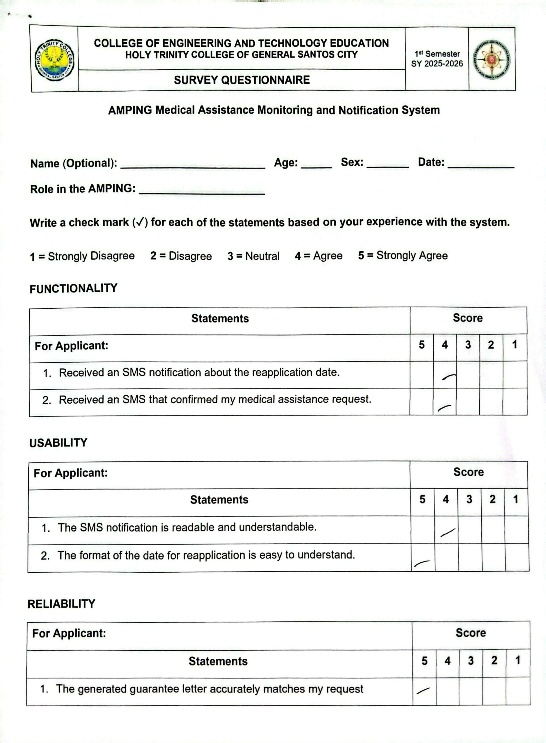 COLLEGE OF ENGINEERING AND TECHNOLOGY EDUCATION
HOLY TRINITY COLLEGE OF GENERAL SANTOS CITY
SURVEY QUESTIONNAIRE
1st Semester
SY 2025-2026
AMPING Medical Assistance Monitoring and Notification System
Name (Optional): Age: Sex: Date:
Role in the AMPING:
Write a check mark (✓) for each of the statements based on your experience with the system.
1 = Strongly Disagree 2 = Disagree 3 = Neutral 4 = Agree 5 = Strongly Agree
FUNCTIONALITY
Statements Score
For Applicant: 5 4 3 2 1
1. Received an SMS notification about the reapplication date.
2. Received an SMS that confirmed my medical assistance request.
USABILITY
For Applicant: Score
Statements 5 4 3 2 1
1. The SMS notification is readable and understandable.
2. The format of the date for reapplication is easy to understand.
RELIABILITY
For Applicant: Score
Statements 5 4 3 2 1
1. The generated guarantee letter accurately matches my request